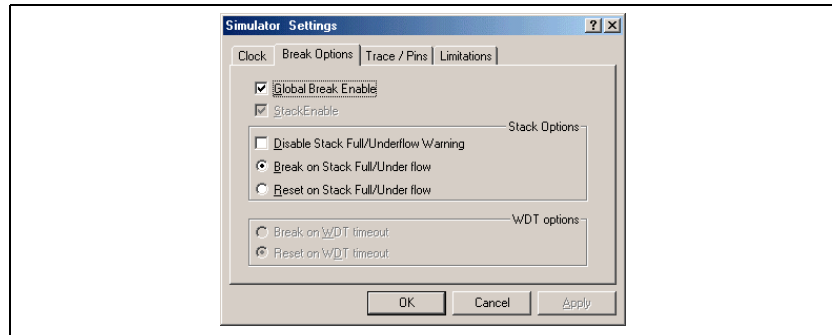 Simulator Settings
Clock Break Options Trace / Pins Limitations
Global Break Enable
StackEnable
Stack Options
Disable Stack Full/Underflow Warning
Break on Stack Full/Under flow
Reset on Stack Full/Under flow
WDT options
Break on WDT timeout
Reset on WDT timeout
OK Cancel Apply